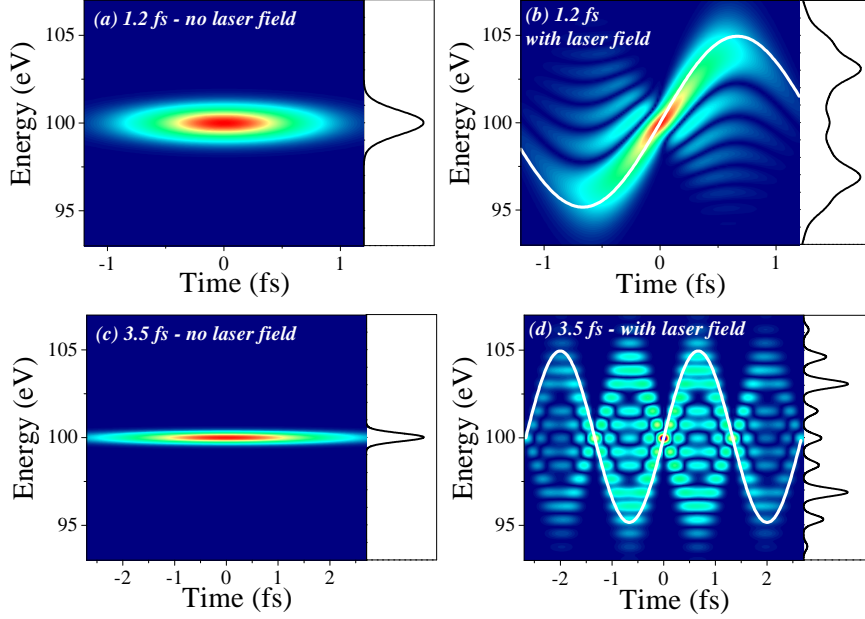 (a) 1.2 fs - no laser field
105
100
95
Energy (eV)
-1
0
1
Time (fs)
(b) 1.2 fs
with laser field
105
100
95
Energy (eV)
-1
0
1
Time (fs)
(c) 3.5 fs - no laser field
105
100
95
Energy (eV)
-2
-1
0
1
2
Time (fs)
(d) 3.5 fs - with laser field
105
100
95
Energy (eV)
-2
-1
0
1
2
Time (fs)